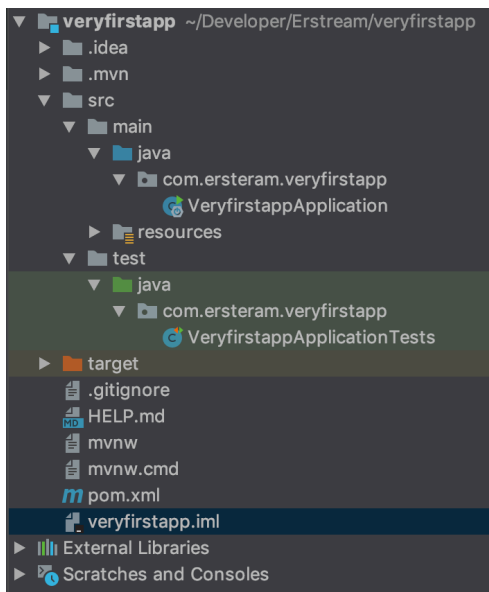 veryfirstapp ~/Developer/Erstream/veryfirstapp
.idea
.mvn
src
main
java
com.ersteram.veryfirstapp
VeryfirstappApplication
resources
test
java
com.ersteram.veryfirstapp
VeryfirstappApplicationTests
target
.gitignore
HELP.md
mvnw
mvnw.cmd
pom.xml
veryfirstapp.iml
External Libraries
Scratches and Consoles